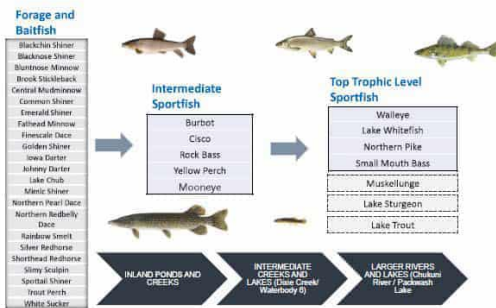 Forage and
Baitfish
Blackchin Shiner
Blacknose Shiner
Bluntnose Minnow
Brook Stickleback
Central Mudminnow
Common Shiner
Emerald Shiner
Fathead Minnow
Finescale Dace
Golden Shiner
Iowa Darter
Johnny Darter
Lake Chub
Mimic Shiner
Northern Pearl Dace
Northern Redbelly
Dace
Rainbow Smelt
Silver Redhorse
Shorthead Redhorse
Slimy Sculpin
Spottail Shiner
Trout Perch
White Sucker
Intermediate
Sportfish
Burbot
Cisco
Rock Bass
Yellow Perch
Mooneye
Top Trophic Level
Sportfish
Walleye
Lake Whitefish
Northern Pike
Small Mouth Bass
Muskellunge
Lake Sturgeon
Lake Trout
INLAND PONDS AND
CREEKS
INTERMEDIATE
CREEKS AND
LAKES (Dixie Creek/
Waterbody 6)
LARGER RIVERS
AND LAKES (Chukuni
River / Packwash
Lake